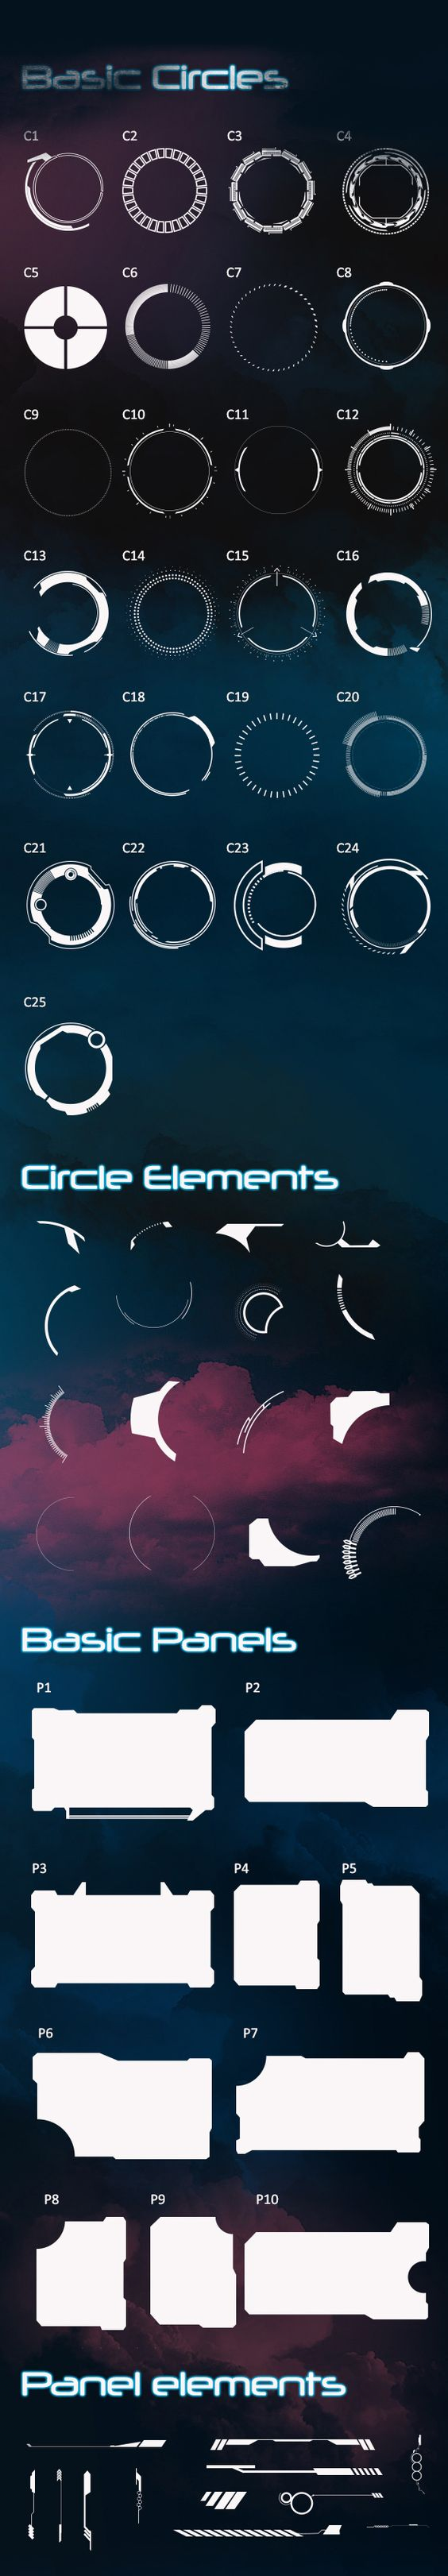 Basic Circles
C1 C2 C3 C4
C5 C6 C7 C8
C9 C10 C11 C12
C13 C14 C15 C16
C17 C18 C19 C20
C21 C22 C23 C24
C25
Circle Elements
Basic Panels
P1 P2
P3 P4 P5
P6 P7
P8 P9 P10
Panel elements